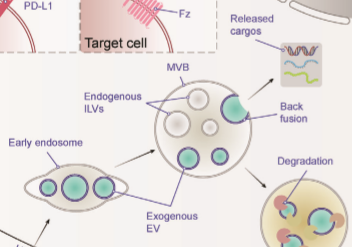 PD-L1
Fz
Target cell
Released
cargos
MVB
Endogenous
ILVs
Back
fusion
Early endosome
Degradation
Exogenous
EV